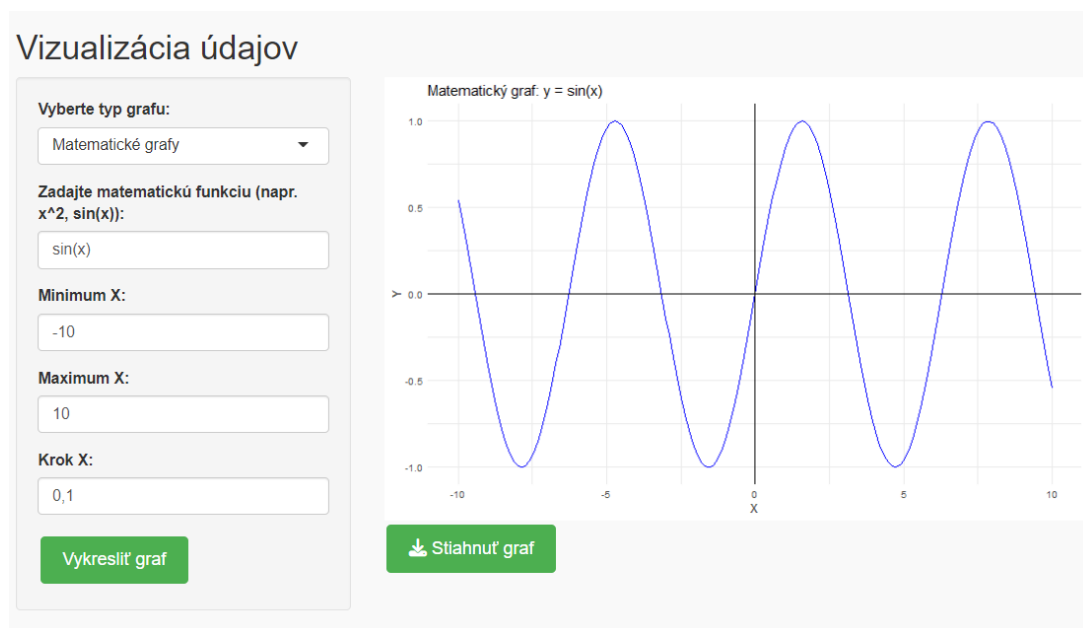 Vizualizácia údajov
Vyberte typ grafu:
Matematické grafy
Zadajte matematickú funkciu (napr.
x^2, sin(x)):
sin(x)
Minimum X:
-10
Maximum X:
10
Krok X:
0,1
Vykresliť graf
Matematický graf: y = sin(x)
1.0
0.5
Y
0.0
-0.5
-1.0
-10 -5 0 5 10
X
Stiahnuť graf